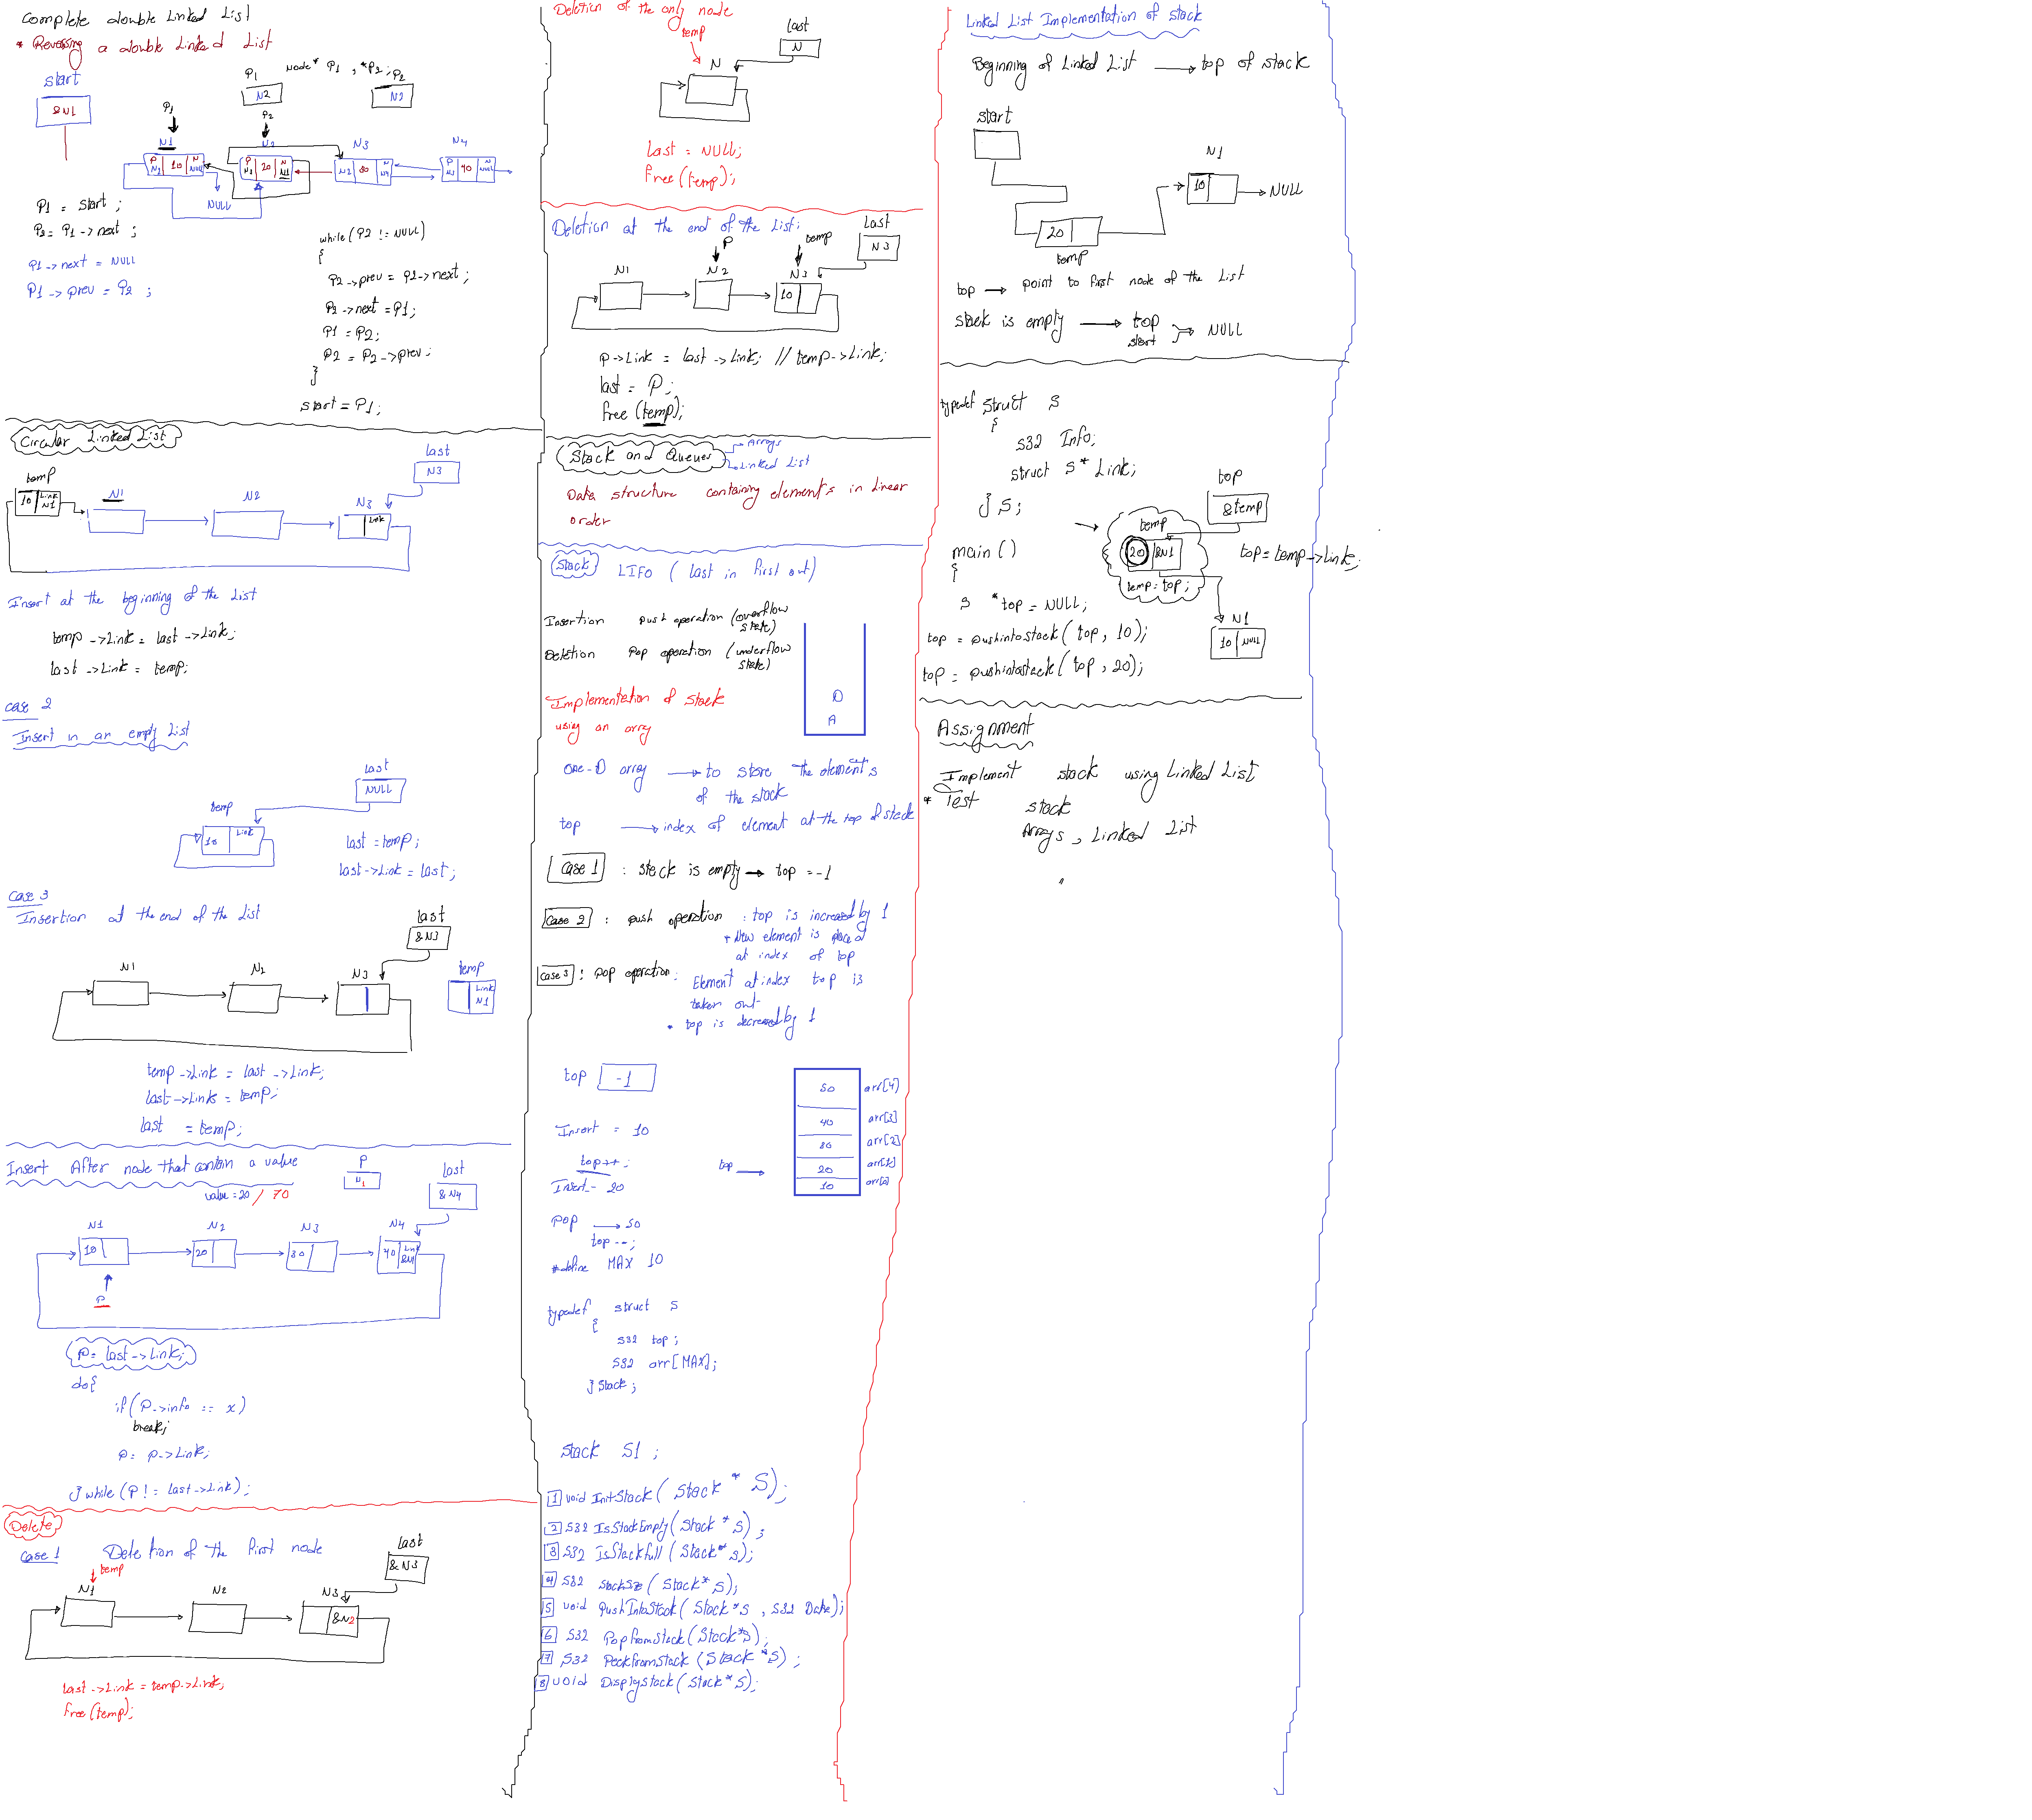 Complete double Linked List
* Reversing a double Linked List
start
&N1
P1
N2
Node* P1 , *P2 ;
P2
N2
P1
P2
N1
N3
N4
P N2 10 N NULL
P N3 20 N N1
N2 30 N N4
P N3 40 N NULL
NULL
P1 = start ;
P2 = P1 -> next ;
P1 -> next = NULL
P1 -> prev = P2 ;
while (P2 != NULL)
{
P2 -> prev = P2 -> next ;
P2 -> next = P1 ;
P1 = P2 ;
P2 = P2 -> prev ;
}
start = P1 ;
Circular Linked List
last
N3
temp
10 Link N1
N1
N2
N3
Link
Insert at the beginning of the List
temp -> Link = last -> Link;
last -> Link = temp;
case 2
Insert in an empty List
last
NULL
temp
10 Link
last = temp;
last -> Link = last;
case 3
Insertion at the end of the List
last
&N3
N1
N2
N3
temp
Link N1
temp -> Link = last -> Link;
last -> Link = temp;
last = temp;
Insert After node that contain a value
value = 20 / 70
P
N1
last
&N4
N1
N2
N3
N4
10
20
30
40 Link &N1
P
P = last -> Link;
do{
if (P -> info == x)
break;
P = P -> Link;
} while (P != last -> Link) ;
Delete
case 1 Deletion of the first node
last
&N3
temp
N1
N2
N3
&N2
last -> Link = temp -> Link;
free (temp);
Deletion of the only node
temp
last
N
N
last = NULL;
free (temp);
Deletion at the end of the List;
last
N3
P
temp
N1
N2
N3
10
P -> Link = last -> Link; // temp -> Link;
last = P;
free (temp);
Stack and Queues
Arrays
Linked List
Data structure containing elements in linear
order
Stack LIFO ( last in first out)
Insertion push operation (overflow
state)
Deletion Pop operation (underflow
state)
D
A
Implementation of stack
using an array
one-D array -> to store the elements
of the stack
top -> index of element at the top of stack
Case 1 : stack is empty -> top = -1
Case 2 : push operation : top is increased by 1
* New element is placed
at index of top
Case 3 : Pop operation : Element at index top is
taken out
• top is decreased by 1
top -1
Insert = 10
top++ ;
Insert = 20
Pop -> 50
top -- ;
top
50 arr[4]
40 arr[3]
30 arr[2]
20 arr[1]
10 arr[0]
#define MAX 10
typedef struct S
{
S32 top ;
S32 arr[MAX];
} Stack ;
Stack S1 ;
1 void InitStack ( Stack * S) ;
2 S32 IsStackEmpty (Stack * S) ;
3 S32 IsStackfull (Stack* S) ;
4 S32 StackSize ( Stack* S) ;
5 void PushIntoStack ( Stack *S , S32 Data) ;
6 S32 PopfromStack (Stack *S) ;
7 S32 PeekfromStack (Stack *S) ;
8 void DisplayStack ( Stack* S) ;
Linked List Implementation of stack
Beginning of Linked List -> top of stack
start
N1
10
NULL
20
temp
top -> point to first node of the List
stack is empty -> top
start
NULL
typedef struct S
{
S32 Info;
struct S* Link;
} S ;
top
&temp
temp
20 &N1
temp = top ;
top = temp -> Link ;
main ()
{
S *top = NULL;
top = pushintostack ( top , 10) ;
top = pushintostack ( top , 20) ;
N1
10 NULL
Assignment
Implement stack using Linked List
* Test stack
Arrays , Linked List